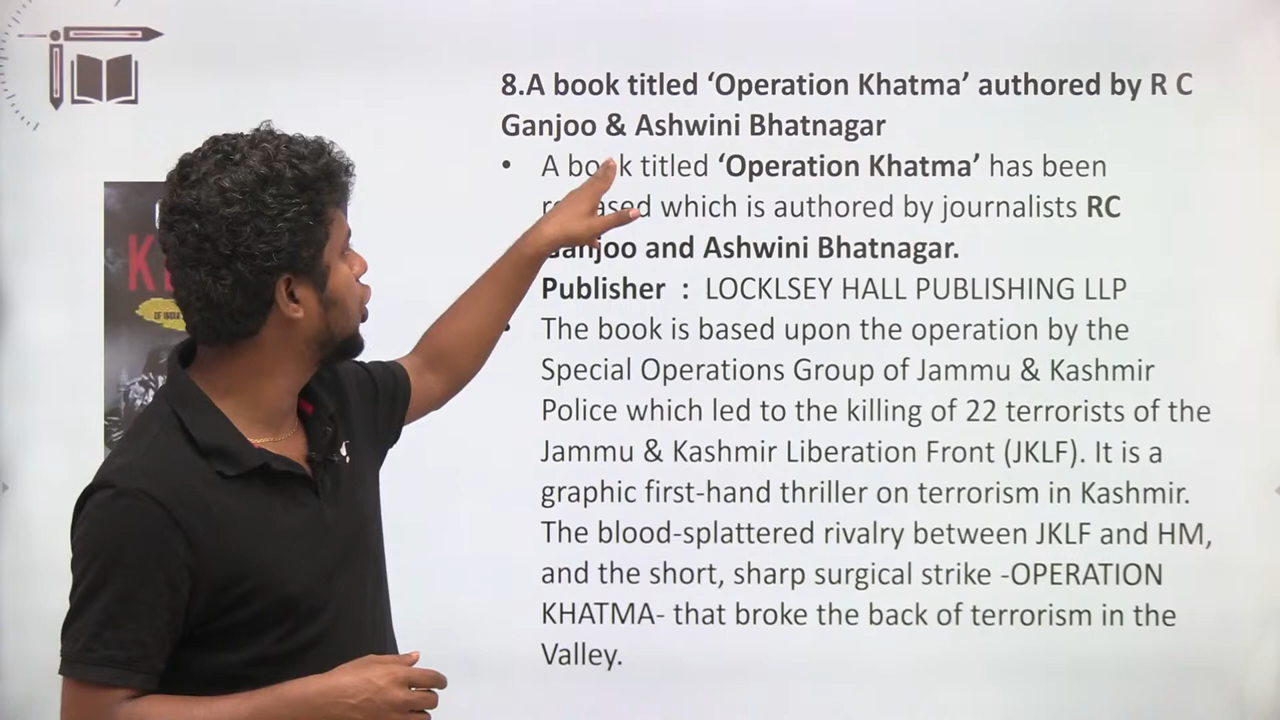 8.A book titled ‘Operation Khatma’ authored by R C
Ganjoo & Ashwini Bhatnagar
• A book titled ‘Operation Khatma’ has been
released which is authored by journalists RC
Ganjoo and Ashwini Bhatnagar.
Publisher : LOCKLSEY HALL PUBLISHING LLP
• The book is based upon the operation by the
Special Operations Group of Jammu & Kashmir
Police which led to the killing of 22 terrorists of the
Jammu & Kashmir Liberation Front (JKLF). It is a
graphic first-hand thriller on terrorism in Kashmir.
The blood-splattered rivalry between JKLF and HM,
and the short, sharp surgical strike -OPERATION
KHATMA- that broke the back of terrorism in the
Valley.
OF INDIA